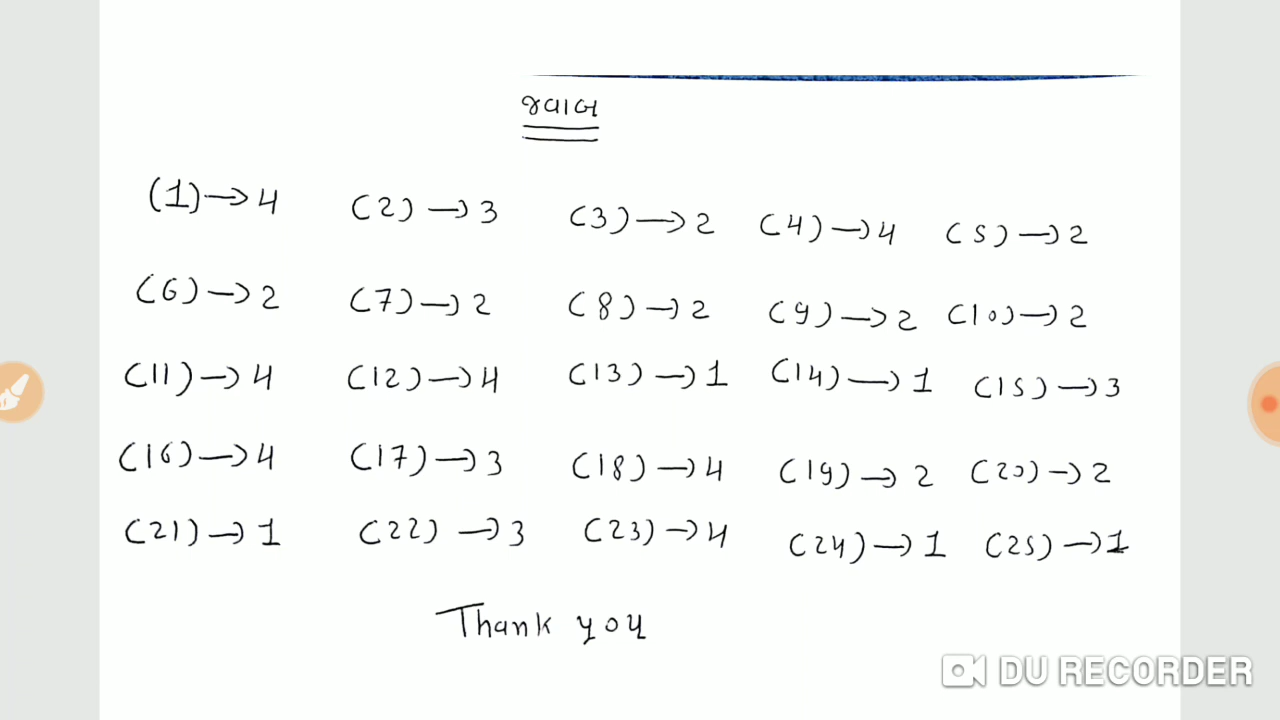 જવાબ
(1)→4 (2)→3 (3)→2 (4)→4 (5)→2
(6)→2 (7)→2 (8)→2 (9)→2 (10)→2
(11)→4 (12)→4 (13)→1 (14)→1 (15)→3
(16)→4 (17)→3 (18)→4 (19)→2 (20)→2
(21)→1 (22)→3 (23)→4 (24)→1 (25)→1
Thank you
DU RECORDER